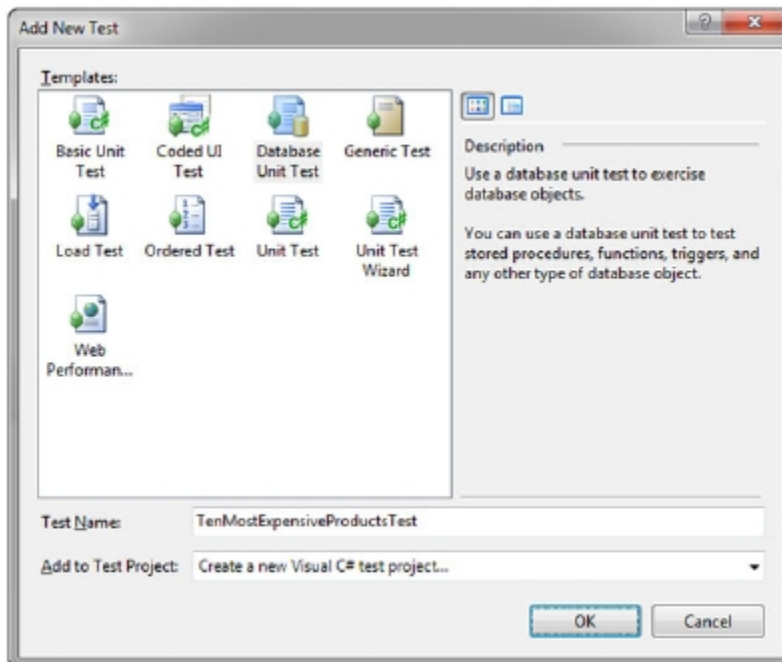 Add New Test
Templates:
Basic Unit
Test
Coded UI
Test
Database
Unit Test
Generic Test
Load Test
Ordered Test
Unit Test
Unit Test
Wizard
Web
Performan...
Description
Use a database unit test to exercise
database objects.
You can use a database unit test to test
stored procedures, functions, triggers, and
any other type of database object.
Test Name:
TenMostExpensiveProductsTest
Add to Test Project:
Create a new Visual C# test project...
OK
Cancel